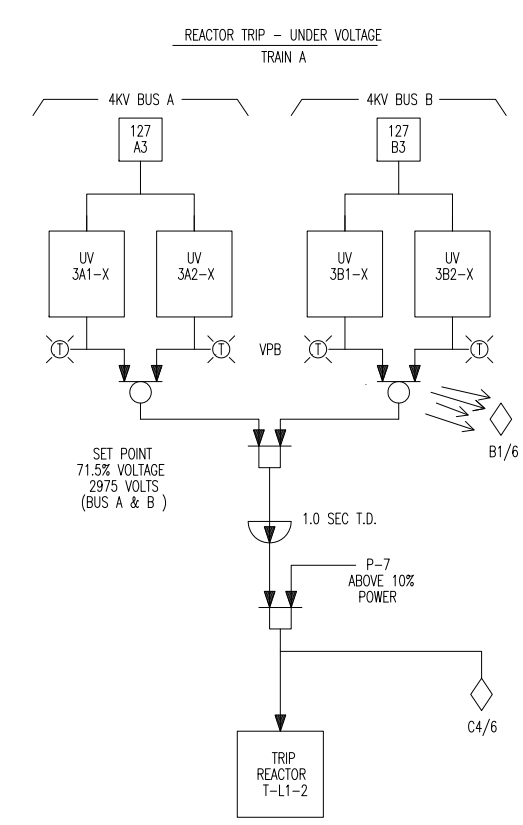 REACTOR TRIP – UNDER VOLTAGE
TRAIN A
4KV BUS A
4KV BUS B
127
A3
127
B3
UV
3A1–X
UV
3A2–X
UV
3B1–X
UV
3B2–X
T
T
VPB
T
T
B1/6
SET POINT
71.5% VOLTAGE
2975 VOLTS
(BUS A & B )
1.0 SEC T.D.
P–7
ABOVE 10%
POWER
C4/6
TRIP
REACTOR
T–L1–2